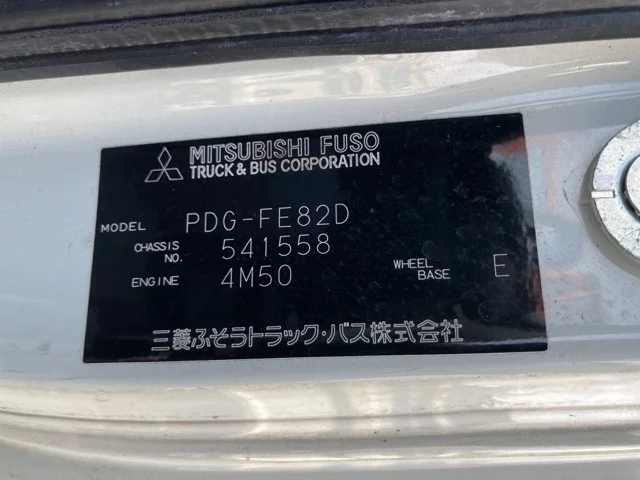 MITSUBISHI FUSO
TRUCK & BUS CORPORATION
MODEL PDG-FE82D
CHASSIS NO. 541558
ENGINE 4M50 WHEEL BASE E
三菱ふそうトラック・バス株式会社